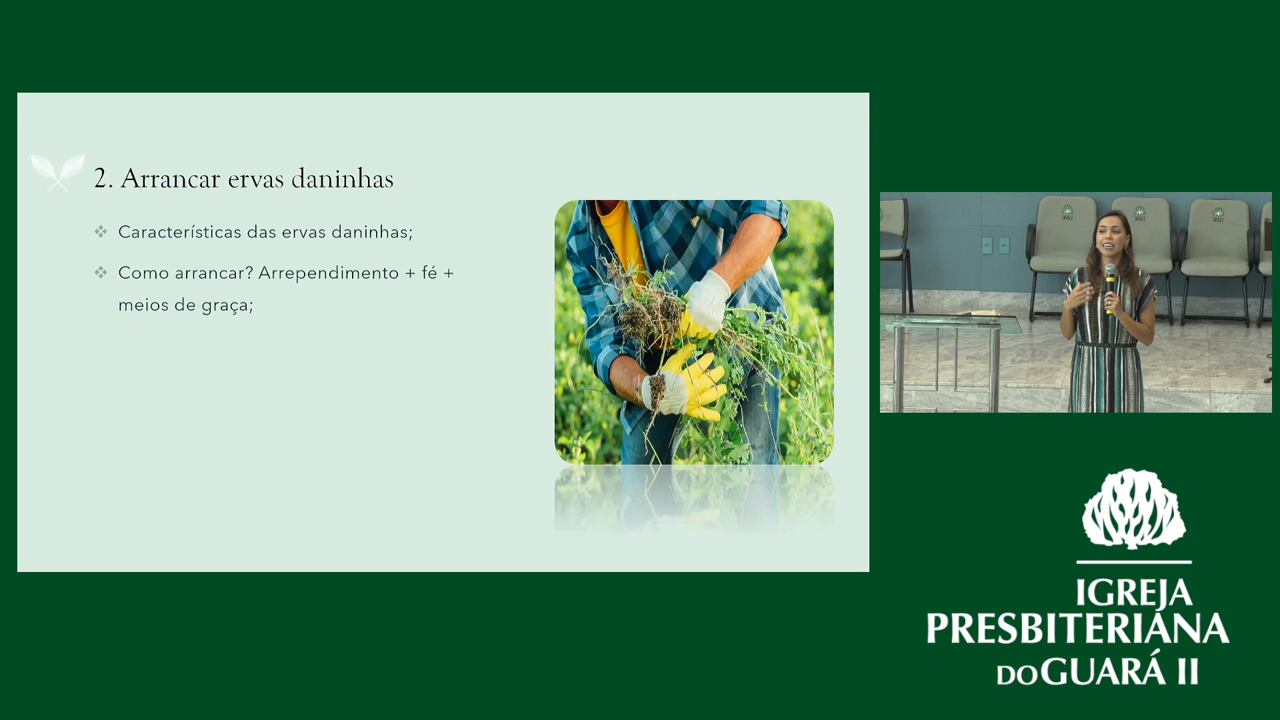 2. Arrancar ervas daninhas
Características das ervas daninhas;
Como arrancar? Arrependimento + fé +
meios de graça;
IGREJA
PRESBITERIANA
DO GUARÁ II